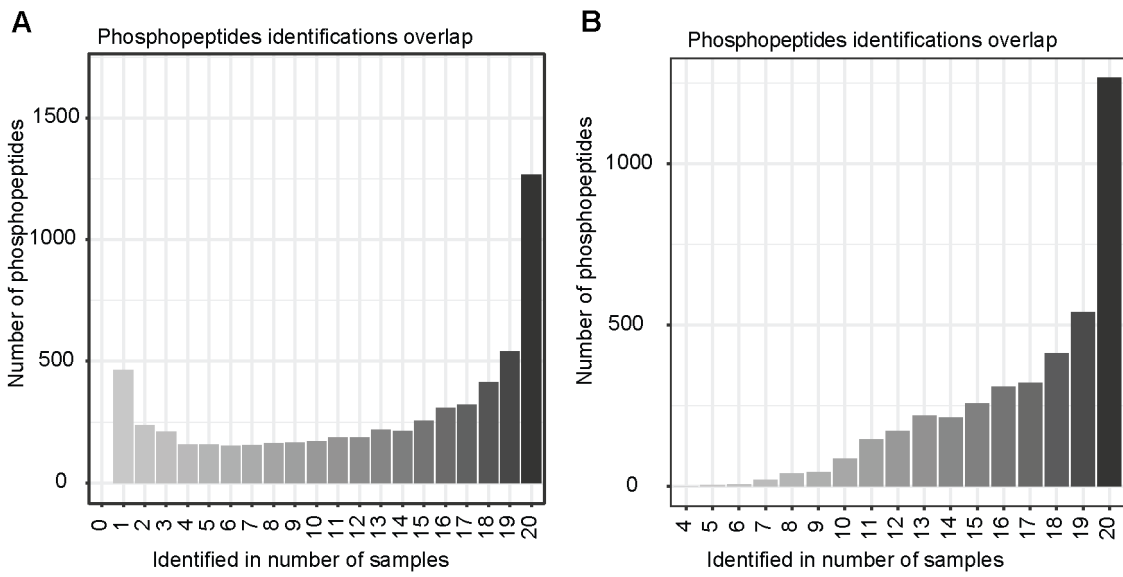 A
Phosphopeptides identifications overlap
Number of phosphopeptides
1500
1000
500
0
0 1 2 3 4 5 6 7 8 9 10 11 12 13 14 15 16 17 18 19 20
Identified in number of samples
B
Phosphopeptides identifications overlap
Number of phosphopeptides
1000
500
0
4 5 6 7 8 9 10 11 12 13 14 15 16 17 18 19 20
Identified in number of samples